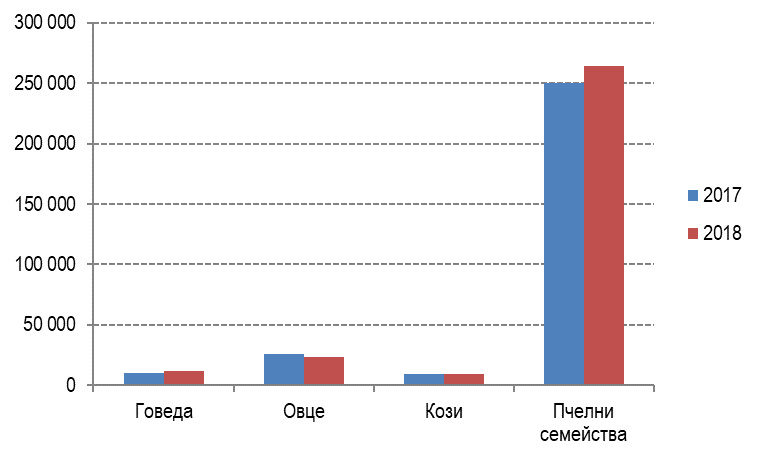 300 000
250 000
200 000
150 000
100 000
50 000
0
Говеда
Овце
Кози
Пчелни
семейства
2017
2018